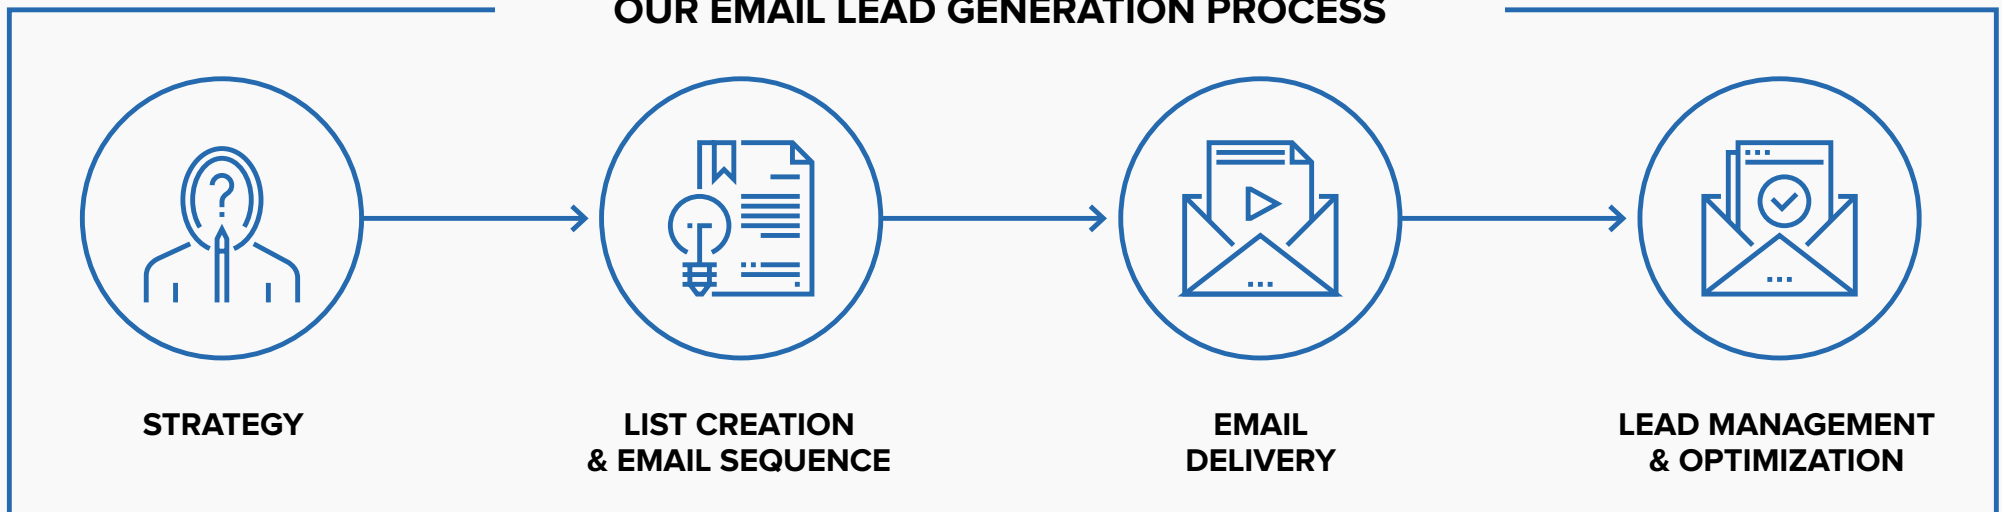 OUR EMAIL LEAD GENERATION PROCESS
?
STRATEGY
LIST CREATION
& EMAIL SEQUENCE
EMAIL
DELIVERY
LEAD MANAGEMENT
& OPTIMIZATION